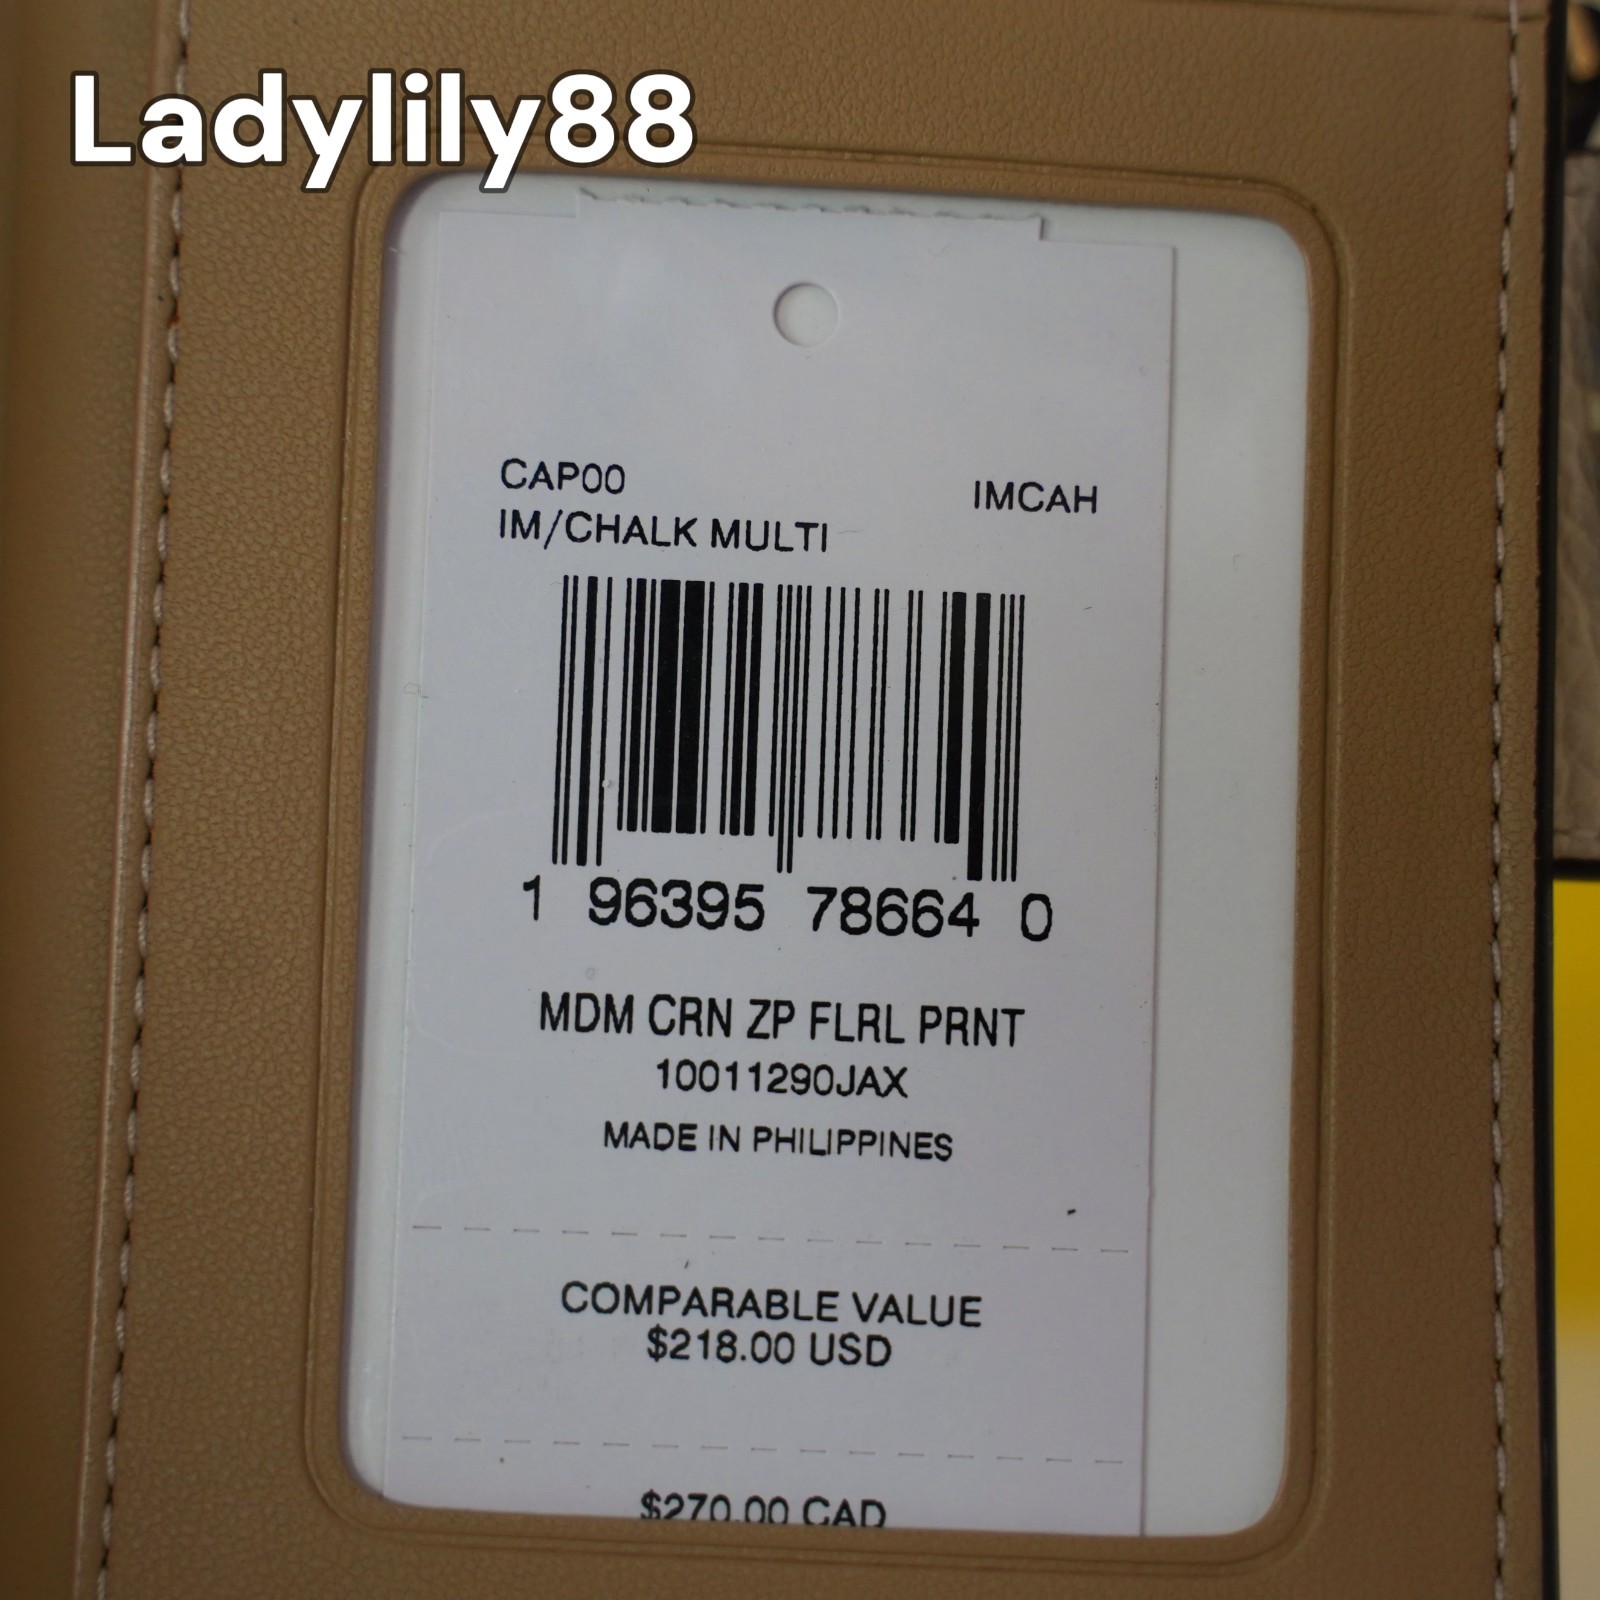 Ladylily88
CAP00 IMCAH
IM/CHALK MULTI
1 96395 78664 0
MDM CRN ZP FLRL PRNT
10011290JAX
MADE IN PHILIPPINES
COMPARABLE VALUE
$218.00 USD
$270.00 CAD